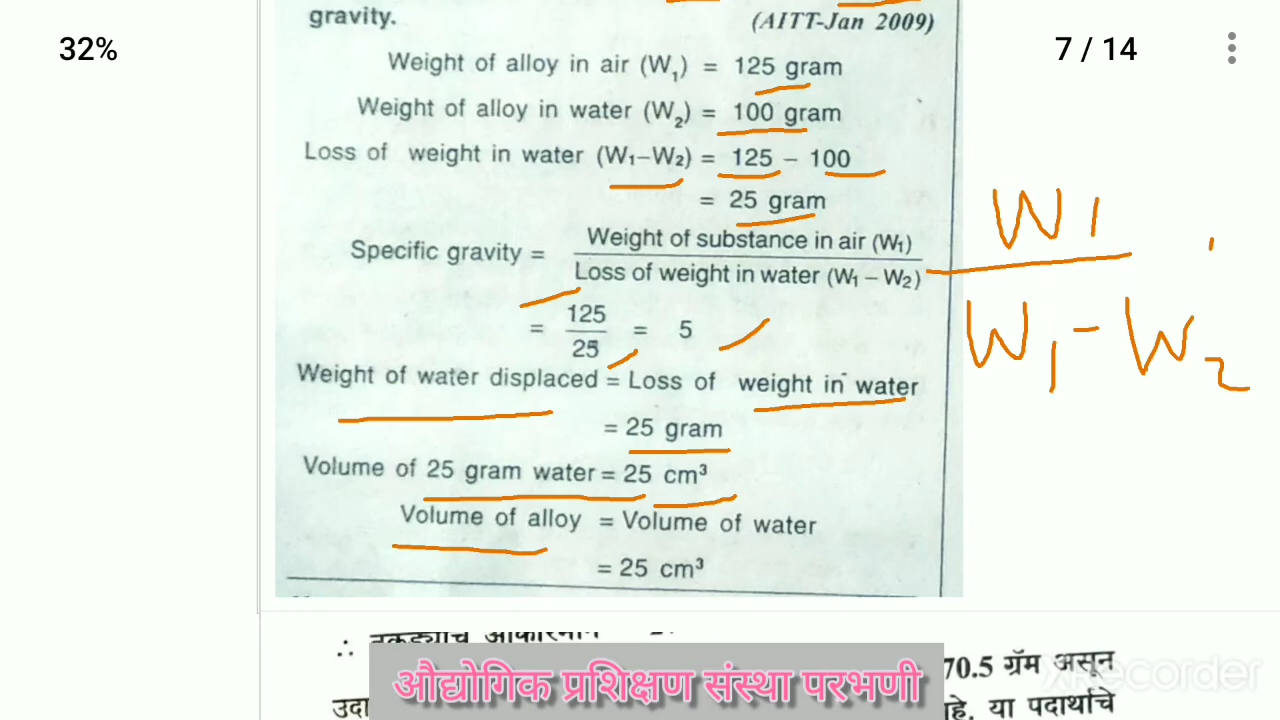 gravity.
(AITT-Jan 2009)
32%
7 / 14
Weight of alloy in air (W₁) = 125 gram
Weight of alloy in water (W₂) = 100 gram
Loss of weight in water (W₁–W₂) = 125 – 100
= 25 gram
Specific gravity = Weight of substance in air (W₁)
Loss of weight in water (W₁ – W₂)
W₁
W₁ - W₂
= 125 = 5
25
Weight of water displaced = Loss of weight in water
= 25 gram
Volume of 25 gram water = 25 cm³
Volume of alloy = Volume of water
= 25 cm³
70.5 ग्रॅम असून
औद्योगिक प्रशिक्षण संस्था परभणी
XRecorder
उदा
या पदार्थाचे